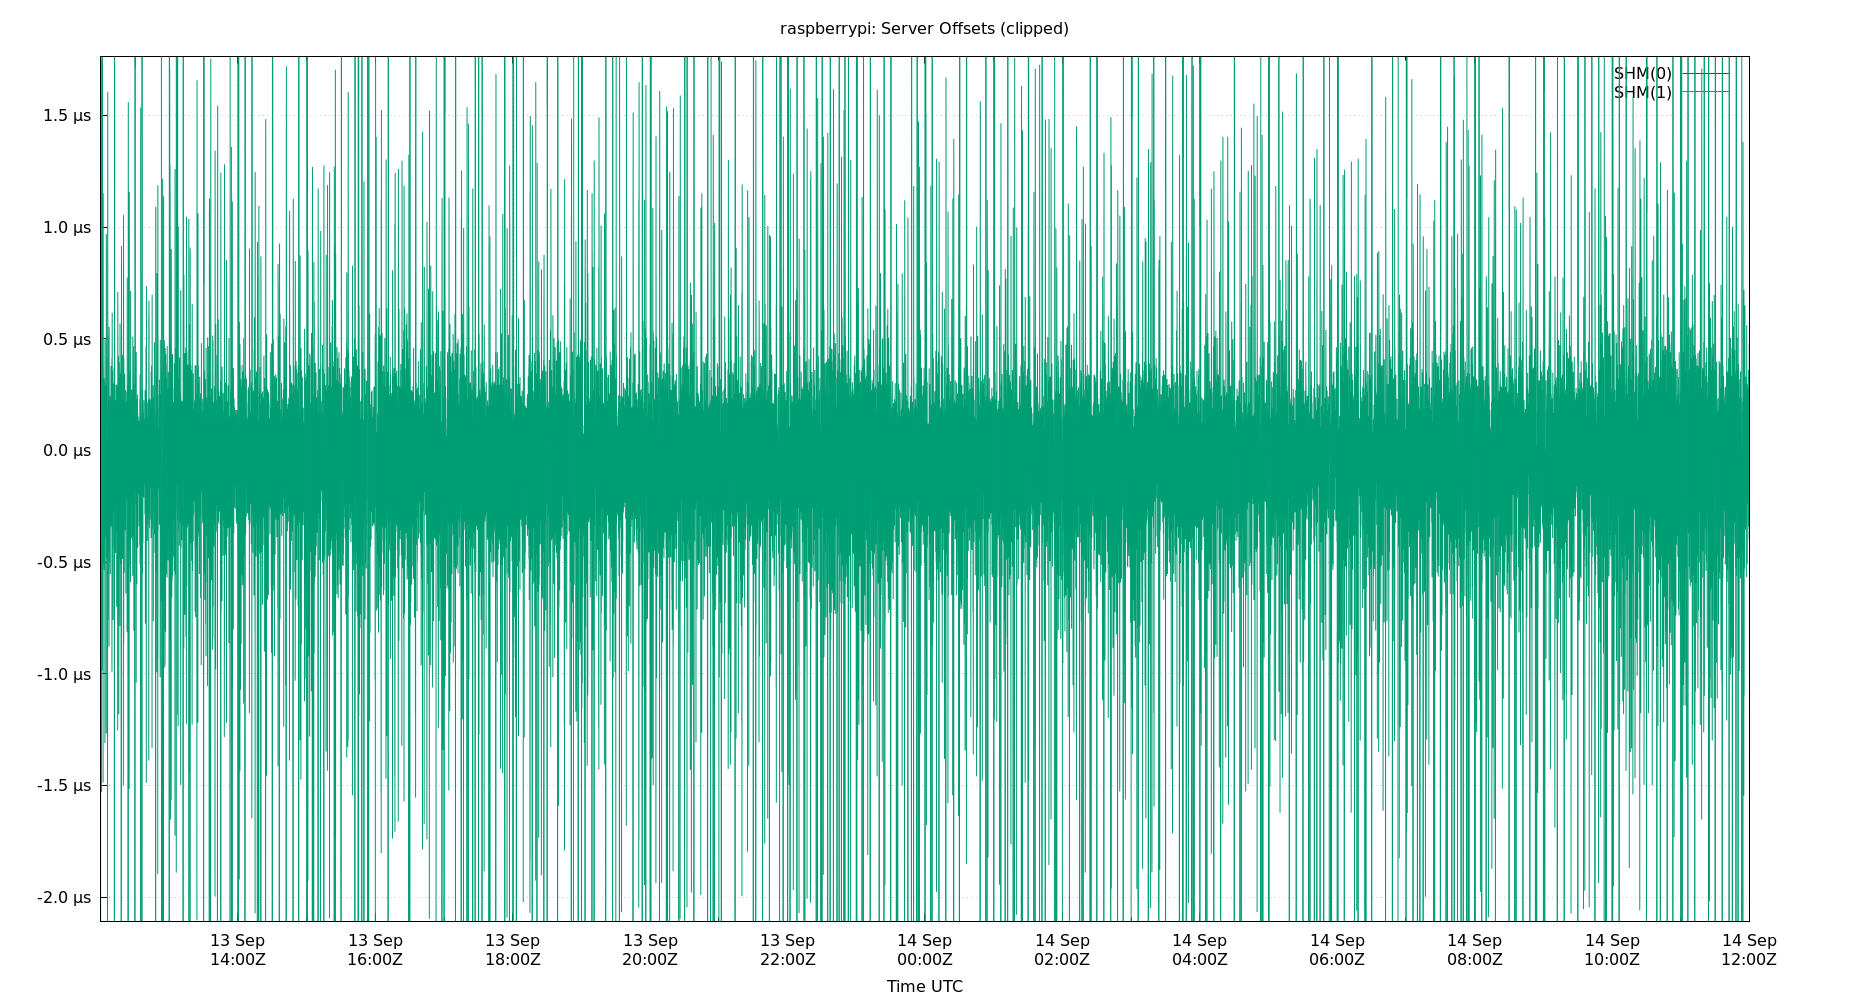 raspberrypi: Server Offsets (clipped)
SHM(0)
SHM(1)
1.5 µs
1.0 µs
0.5 µs
0.0 µs
-0.5 µs
-1.0 µs
-1.5 µs
-2.0 µs
13 Sep 13 Sep 13 Sep 13 Sep 13 Sep 14 Sep 14 Sep 14 Sep 14 Sep 14 Sep 14 Sep 14 Sep
14:00Z 16:00Z 18:00Z 20:00Z 22:00Z 00:00Z 02:00Z 04:00Z 06:00Z 08:00Z 10:00Z 12:00Z
Time UTC